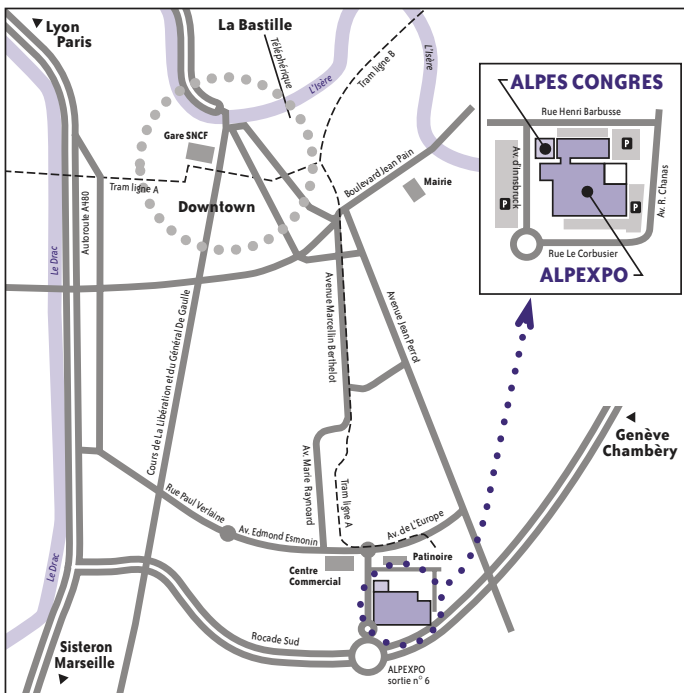 Lyon
Paris
La Bastille
Téléphérique
L'Isère
Tram ligne B
L'Isère
Gare SNCF
Tram ligne A
Downtown
Boulevard Jean Pain
Mairie
Autoroute A480
Le Drac
Cours de La Libération et du Général De Gaulle
Avenue Marcellin Berthelot
Avenue Jean Perrot
ALPES CONGRES
Rue Henri Barbusse
Av. d'Innsbruck
P
P
P
Av. R. Chanas
Rue Le Corbusier
ALPEXPO
Genève
Chambèry
Rue Paul Verlaine
Av. Marie Raynoard
Tram ligne A
Av. Edmond Esmonin
Av. de L'Europe
Centre
Commercial
Patinoire
Le Drac
Sisteron
Marseille
Rocade Sud
ALPEXPO
sortie n° 6